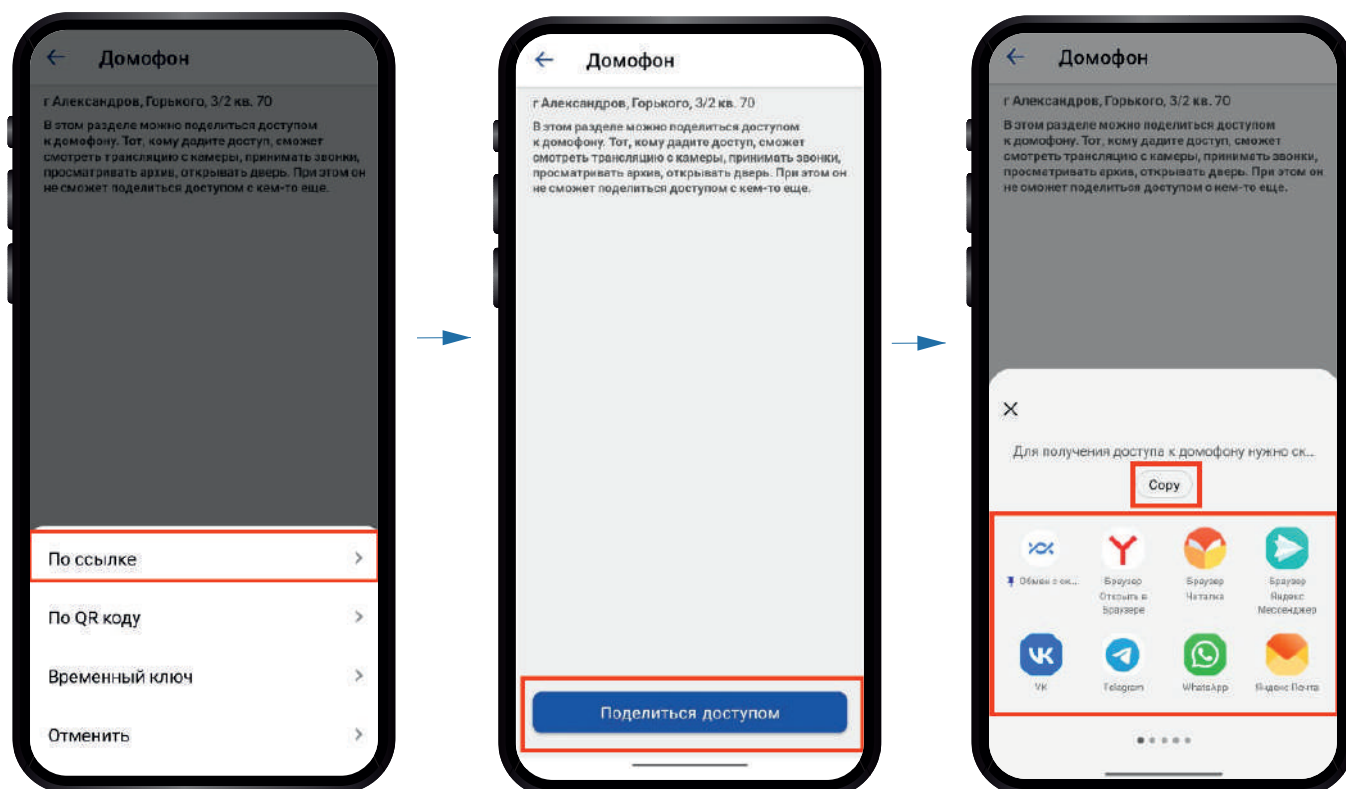 Домофон
г Александров, Горького, 3/2 кв. 70
В этом разделе можно поделиться доступом
к домофону. Тот, кому дадите доступ, сможет
смотреть трансляцию с камеры, принимать звонки,
просматривать архив, открывать дверь. При этом он
не сможет поделиться доступом с кем-то еще.
По ссылке
По QR коду
Временный ключ
Отменить
Домофон
г Александров, Горького, 3/2 кв. 70
В этом разделе можно поделиться доступом
к домофону. Тот, кому дадите доступ, сможет
смотреть трансляцию с камеры, принимать звонки,
просматривать архив, открывать дверь. При этом он
не сможет поделиться доступом с кем-то еще.
Поделиться доступом
Домофон
г Александров, Горького, 3/2 кв. 70
В этом разделе можно поделиться доступом
к домофону. Тот, кому дадите доступ, сможет
смотреть трансляцию с камеры, принимать звонки,
просматривать архив, открывать дверь. При этом он
не сможет поделиться доступом с кем-то еще.
Для получения доступа к домофону нужно ск...
Copy
Обмен с ок...
Браузер
Открыть в
Браузере
Браузер
Читалка
Браузер
Яндекс
Мессенджер
VK
Telegram
WhatsApp
Яндекс Почта